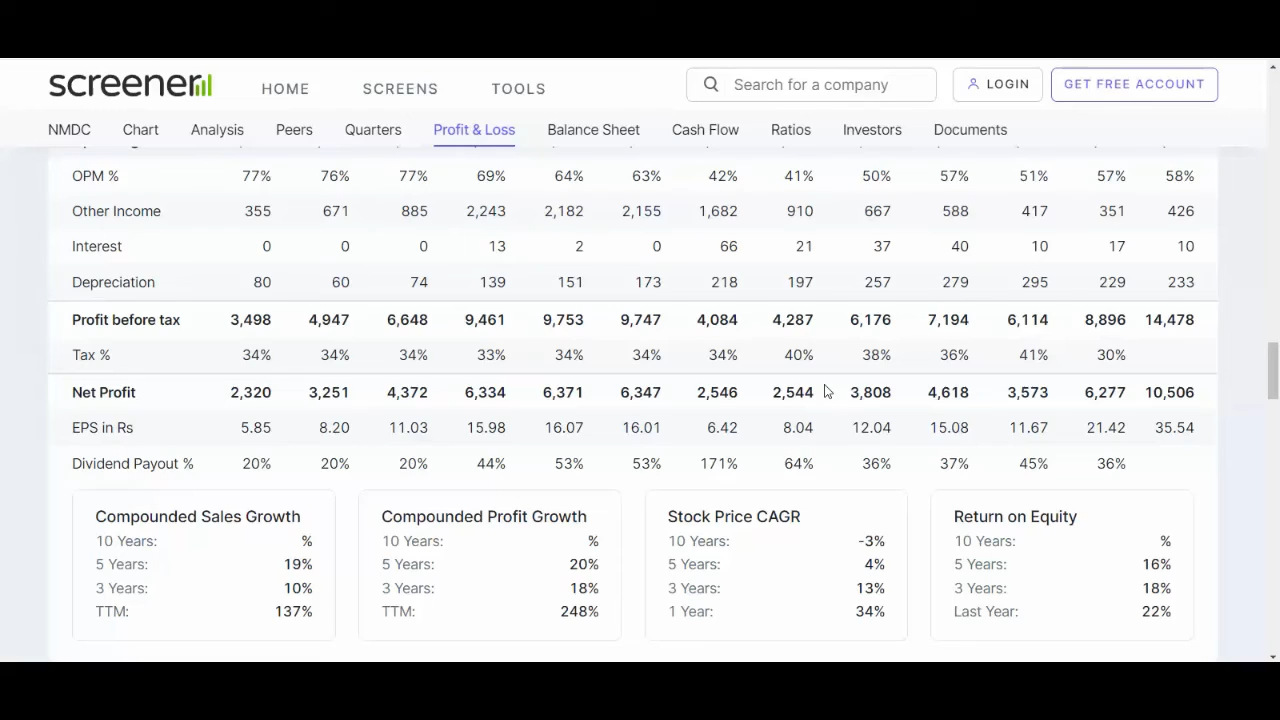 screener
HOME SCREENS TOOLS Search for a company LOGIN GET FREE ACCOUNT
NMDC Chart Analysis Peers Quarters Profit & Loss Balance Sheet Cash Flow Ratios Investors Documents
OPM % 77% 76% 77% 69% 64% 63% 42% 41% 50% 57% 51% 57% 58%
Other Income 355 671 885 2,243 2,182 2,155 1,682 910 667 588 417 351 426
Interest 0 0 0 13 2 0 66 21 37 40 10 17 10
Depreciation 80 60 74 139 151 173 218 197 257 279 295 229 233
Profit before tax 3,498 4,947 6,648 9,461 9,753 9,747 4,084 4,287 6,176 7,194 6,114 8,896 14,478
Tax % 34% 34% 34% 33% 34% 34% 34% 40% 38% 36% 41% 30%
Net Profit 2,320 3,251 4,372 6,334 6,371 6,347 2,546 2,544 3,808 4,618 3,573 6,277 10,506
EPS in Rs 5.85 8.20 11.03 15.98 16.07 16.01 6.42 8.04 12.04 15.08 11.67 21.42 35.54
Dividend Payout % 20% 20% 20% 44% 53% 53% 171% 64% 36% 37% 45% 36%
Compounded Sales Growth
10 Years: %
5 Years: 19%
3 Years: 10%
TTM: 137%
Compounded Profit Growth
10 Years: %
5 Years: 20%
3 Years: 18%
TTM: 248%
Stock Price CAGR
10 Years: -3%
5 Years: 4%
3 Years: 13%
1 Year: 34%
Return on Equity
10 Years: %
5 Years: 16%
3 Years: 18%
Last Year: 22%